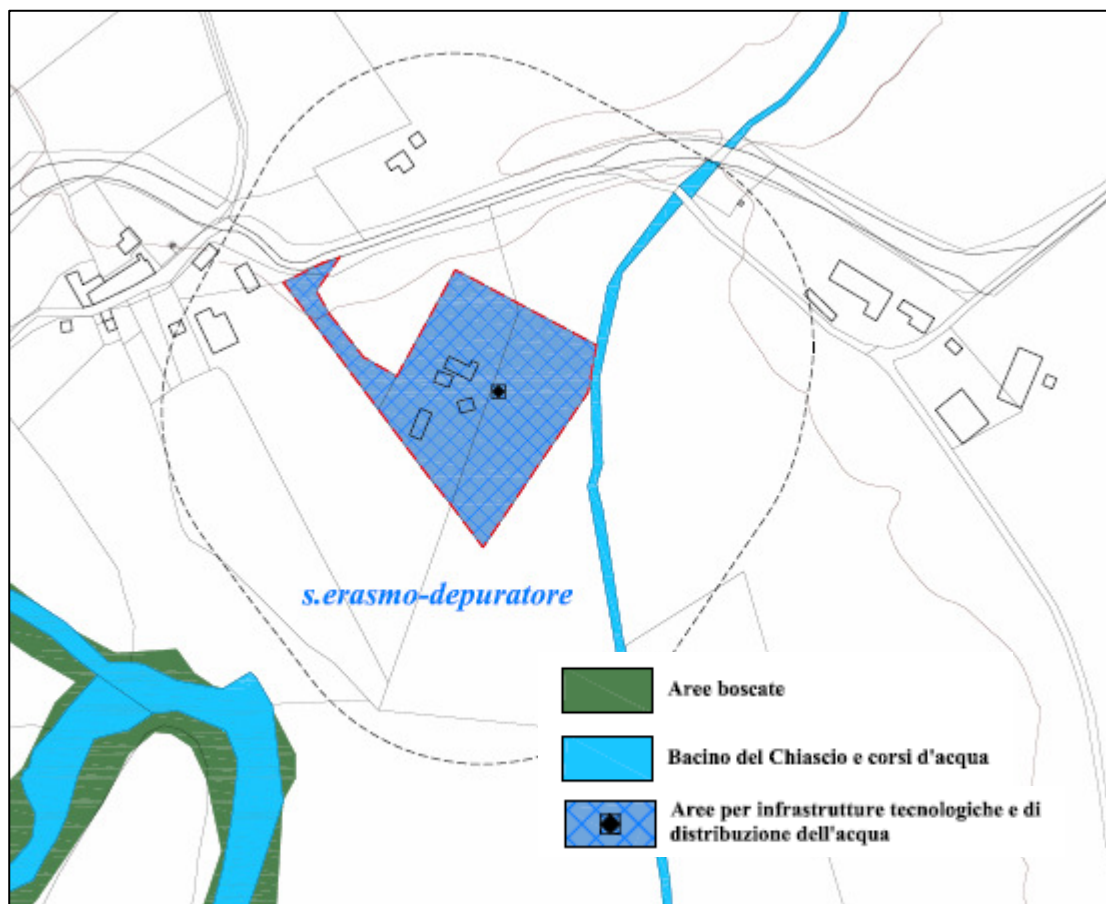 s.erasmo-depuratore
Aree boscate
Bacino del Chiascio e corsi d'acqua
Aree per infrastrutture tecnologiche e di
distribuzione dell'acqua